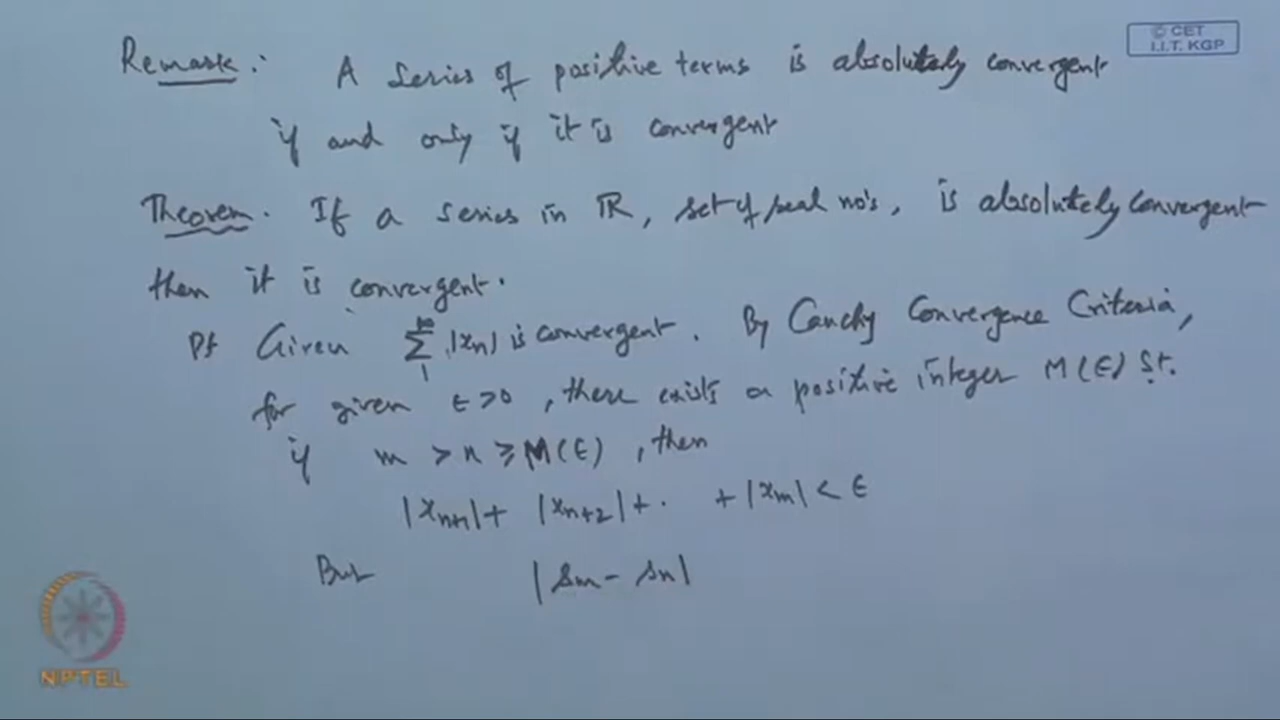 © CET
I.I.T. KGP
Remark: A series of positive terms is absolutely convergent
if and only if it is convergent
Theorem. If a series in ℝ, set of real no's, is absolutely convergent
then it is convergent.
Pf Given ∑₁^∞ |xₙ| is convergent. By Cauchy Convergence Criteria,
for given ε>0, there exists a positive integer M(ε) St.
if m > n ≥ M(ε), then
|xₙ₊₁| + |xₙ₊₂| + . + |xₘ| < ε
But |sₘ - sₙ|
NPTEL